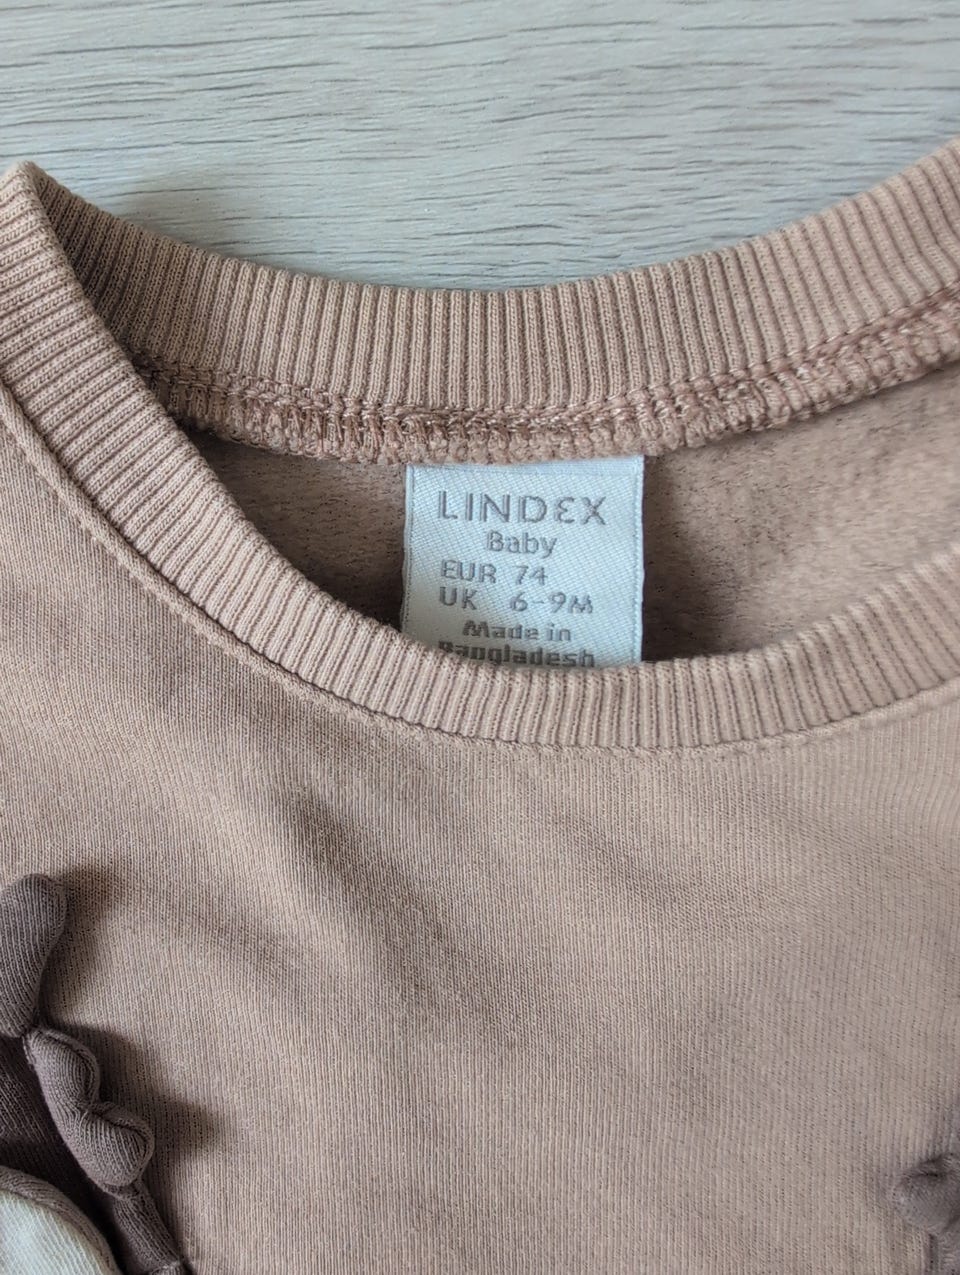 LINDEX
Baby
EUR 74
UK 6-9M
Made in
Bangladesh